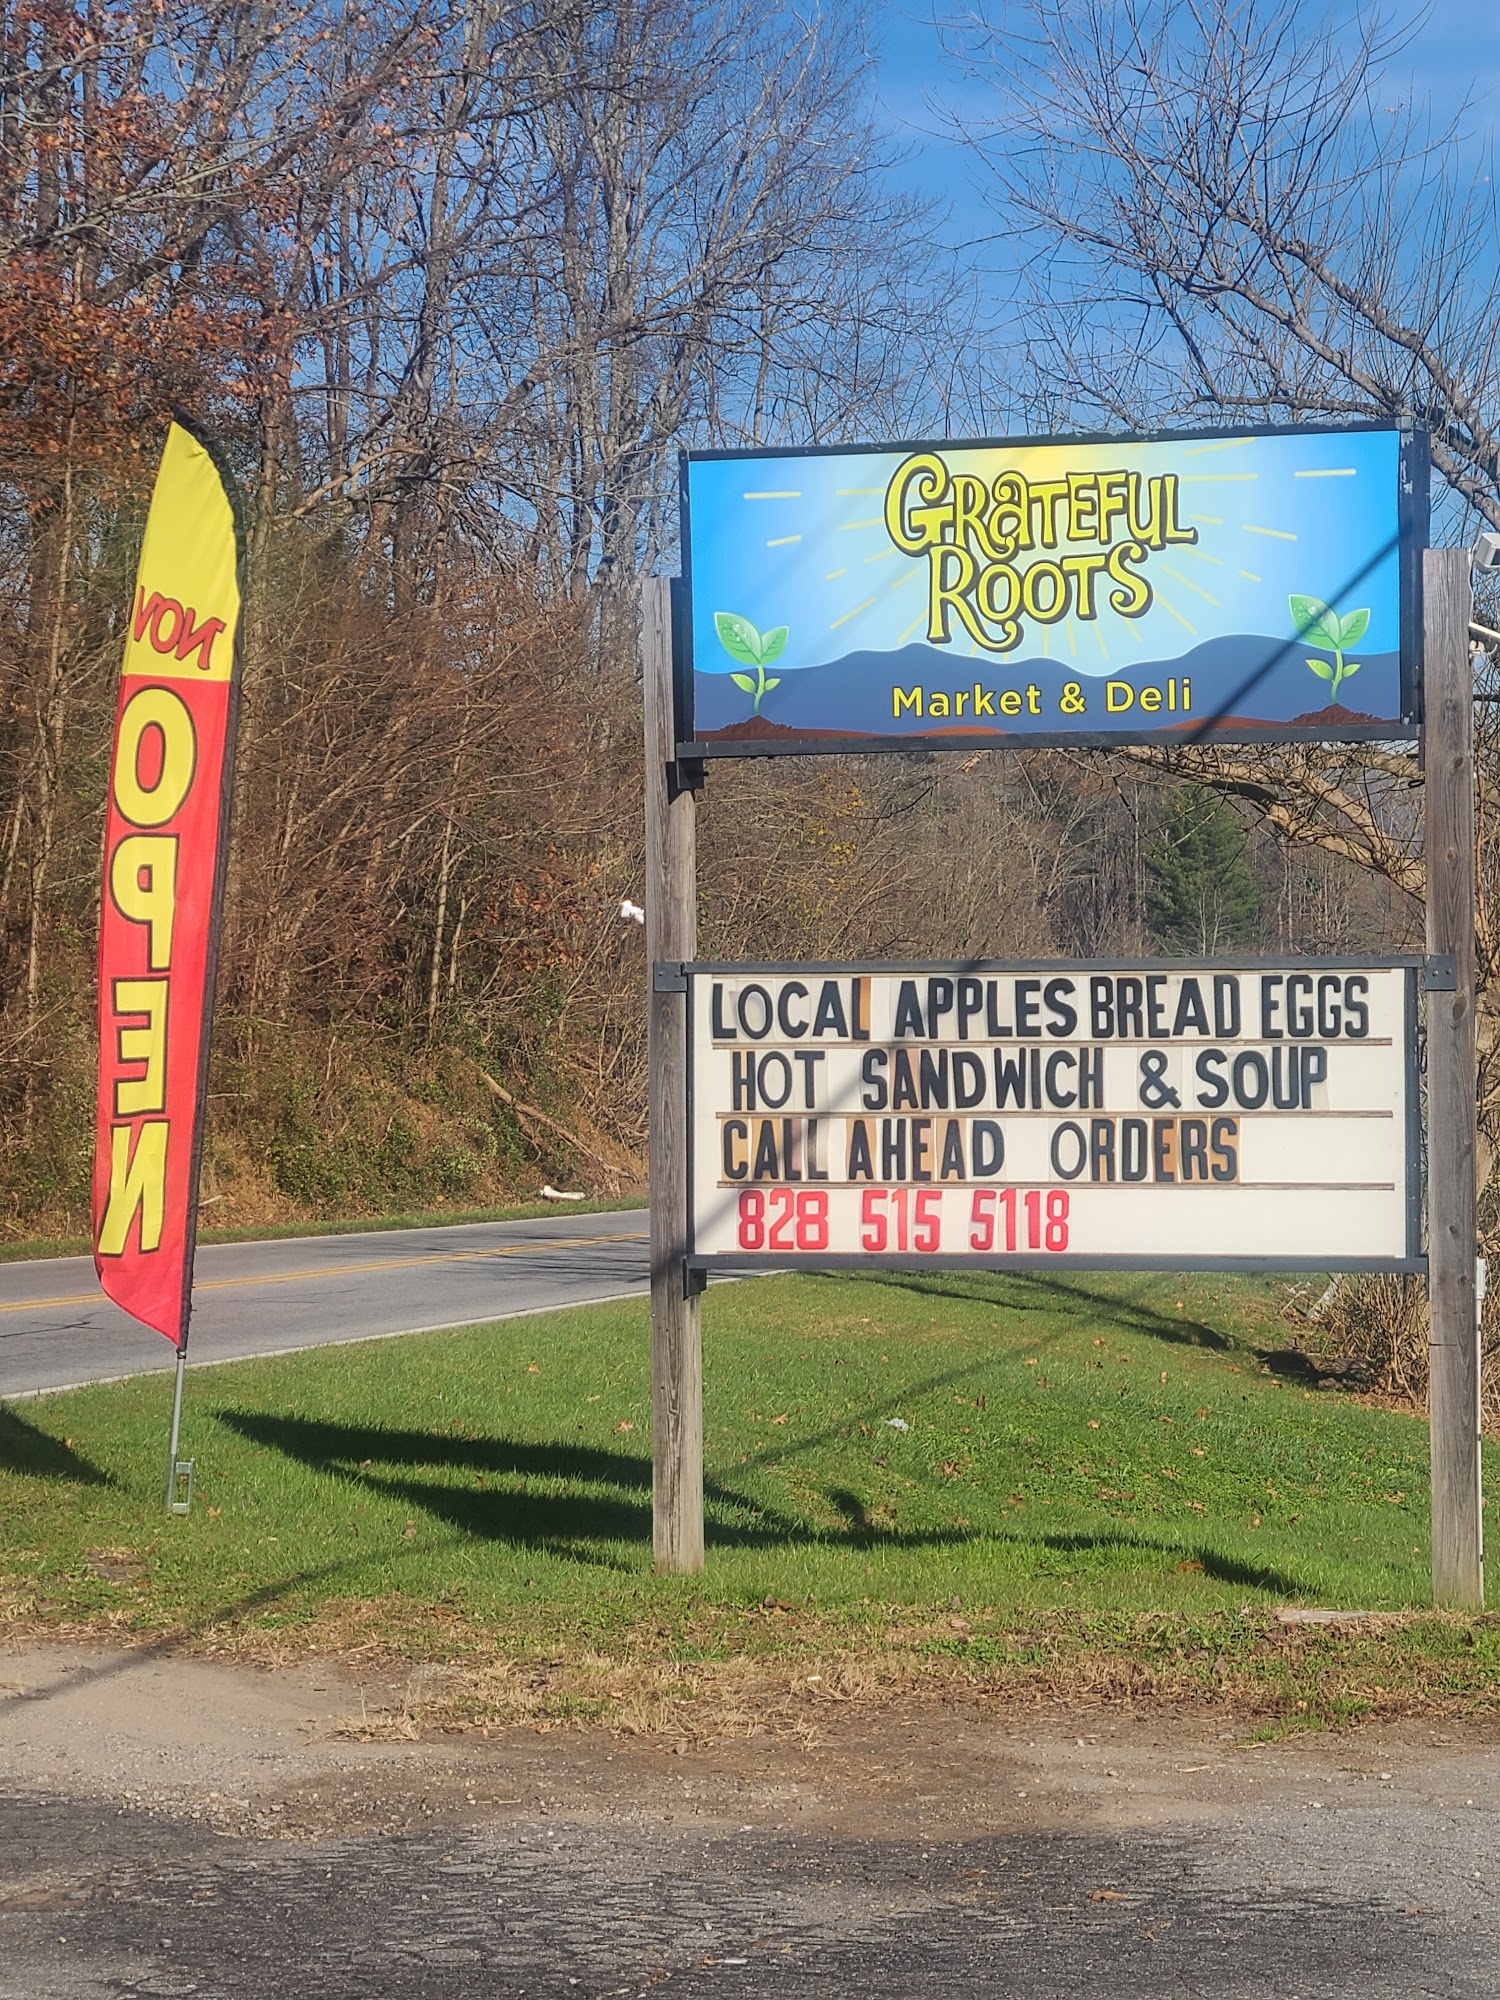 NOW
OPEN
GRATEFUL
ROOTS
Market & Deli
LOCAL APPLES BREAD EGGS
HOT SANDWICH & SOUP
CALL AHEAD ORDERS
828 515 5118